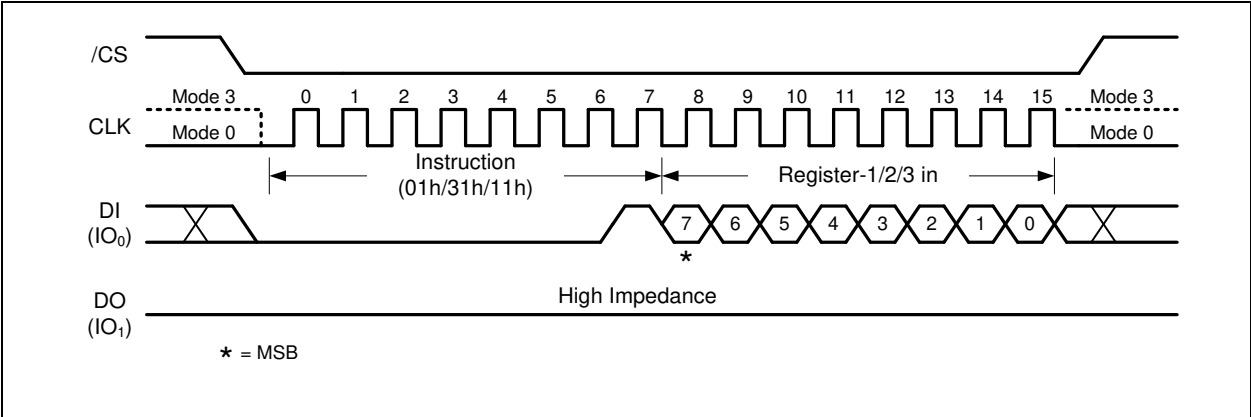 /CS
Mode 3 0 1 2 3 4 5 6 7 8 9 10 11 12 13 14 15 Mode 3
CLK
Mode 0 Mode 0
Instruction
(01h/31h/11h)
Register-1/2/3 in
DI
(IO₀)
7 6 5 4 3 2 1 0
*
High Impedance
DO
(IO₁)
* = MSB